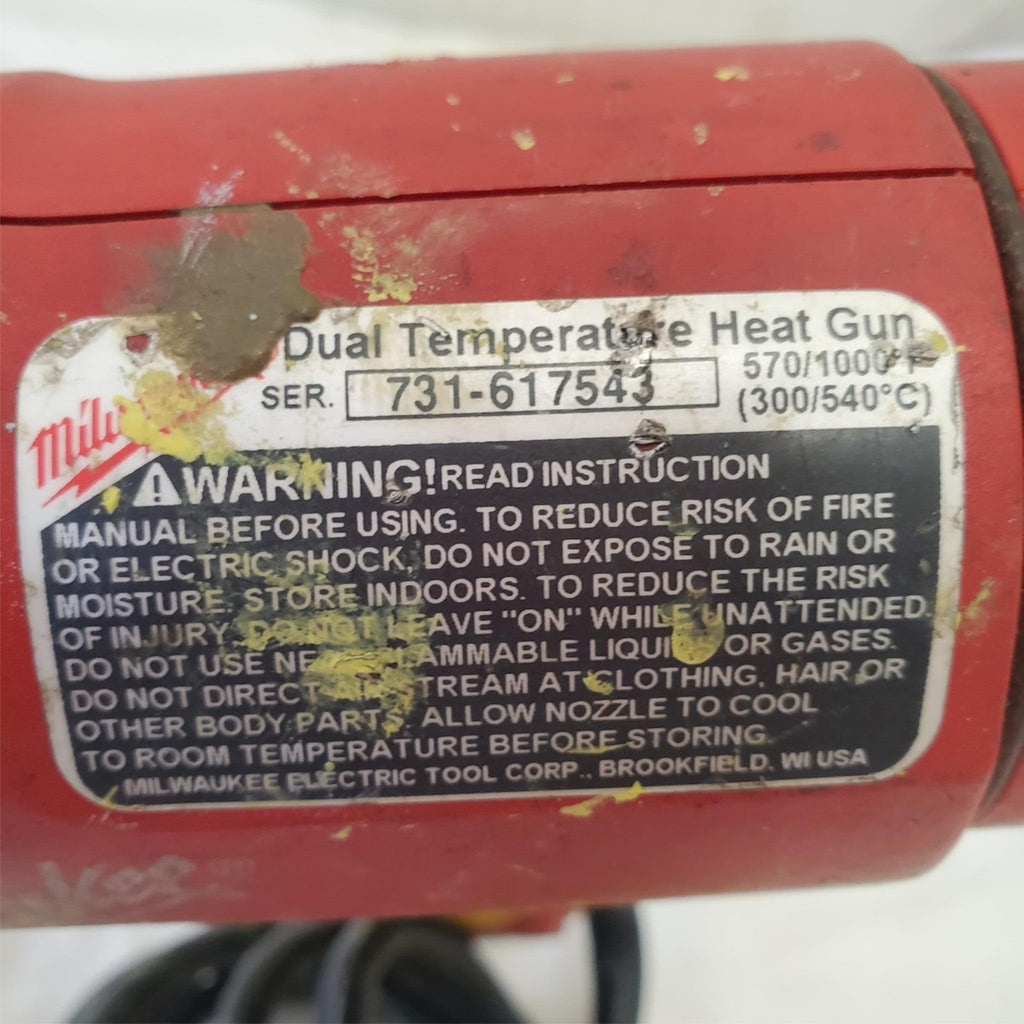 Dual Temperature Heat Gun
SER. 731-617543 570/1000°F
(300/540°C)
WARNING! READ INSTRUCTION
MANUAL BEFORE USING. TO REDUCE RISK OF FIRE
OR ELECTRIC SHOCK, DO NOT EXPOSE TO RAIN OR
MOISTURE. STORE INDOORS. TO REDUCE THE RISK
OF INJURY, DO NOT LEAVE "ON" WHILE UNATTENDED.
DO NOT USE FLAMMABLE LIQUIDS OR GASES.
DO NOT DIRECT STREAM AT CLOTHING, HAIR OR
OTHER BODY PARTS. ALLOW NOZZLE TO COOL
TO ROOM TEMPERATURE BEFORE STORING.
MILWAUKEE ELECTRIC TOOL CORP., BROOKFIELD, WI USA